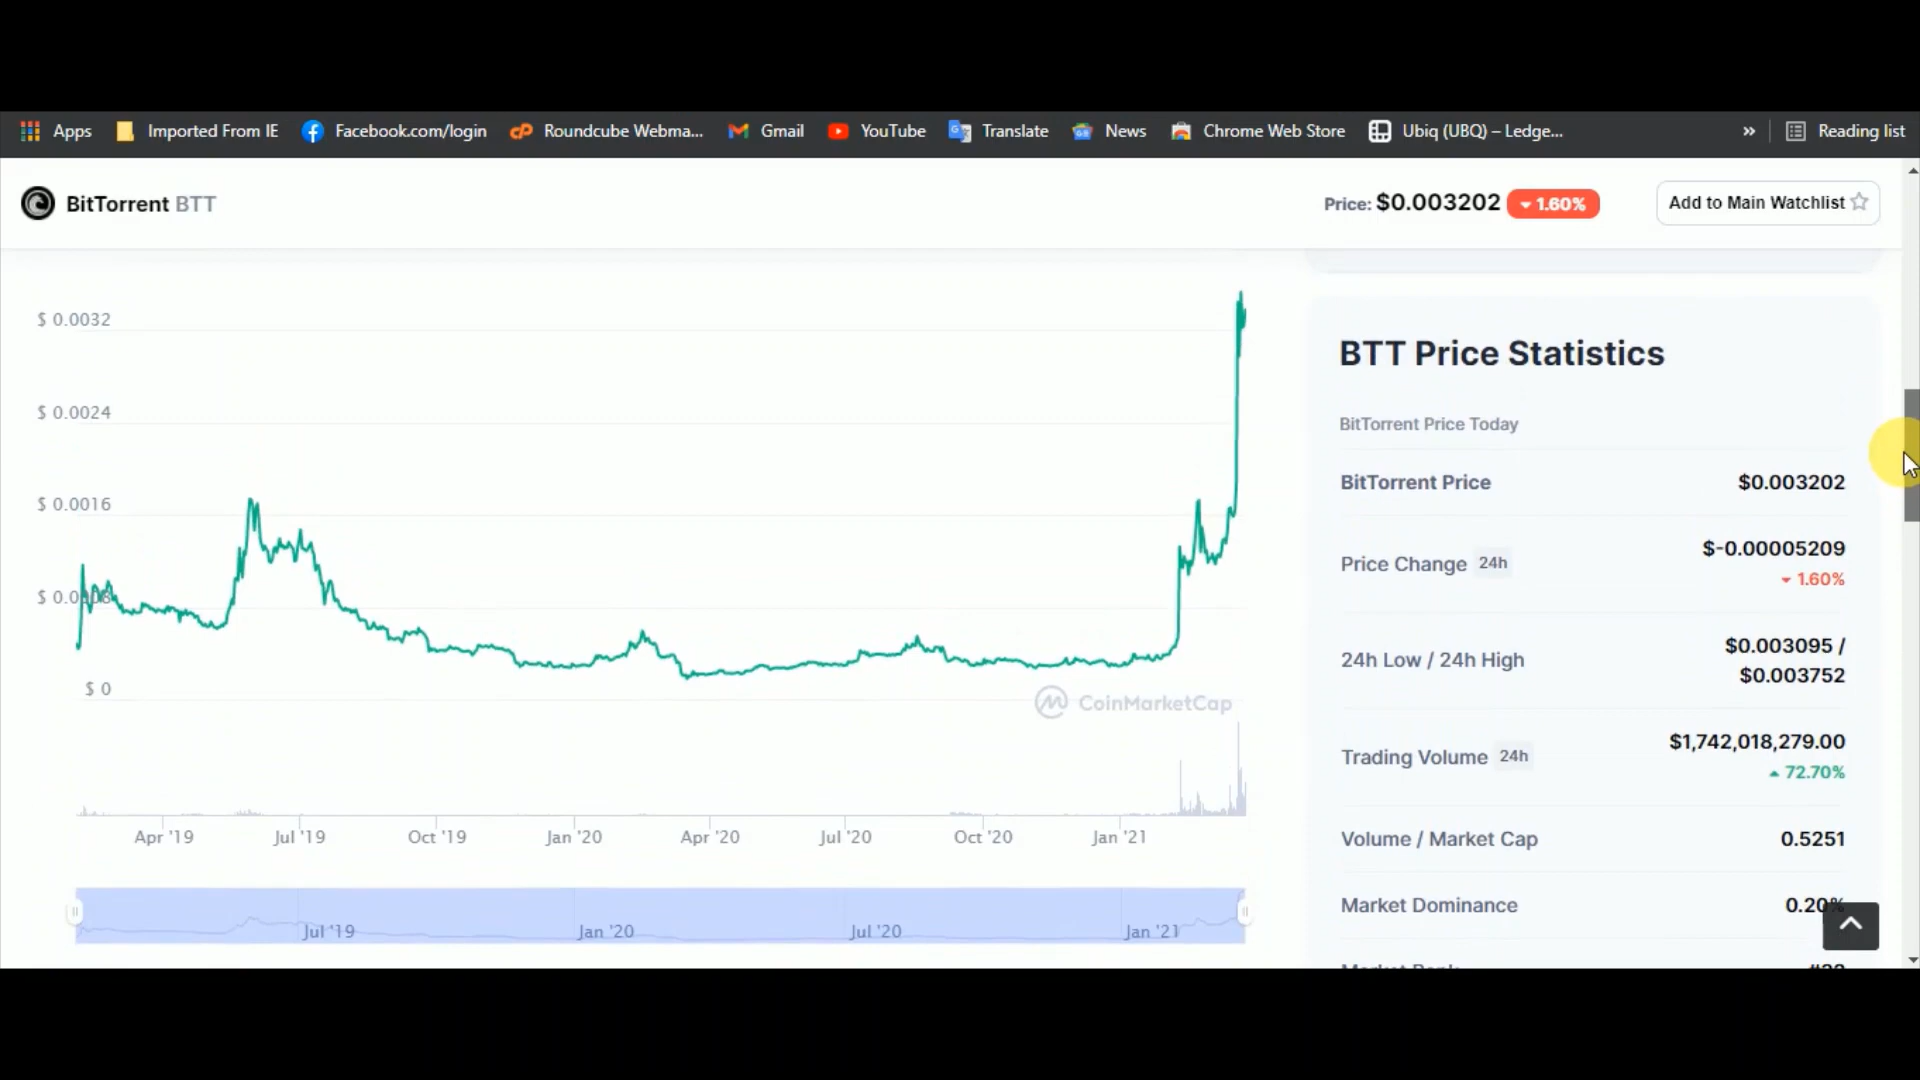 Apps
Imported From IE
Facebook.com/login
Roundcube Webma...
Gmail
YouTube
Translate
News
Chrome Web Store
Ubiq (UBQ) – Ledge...
»
Reading list
BitTorrent BTT
Price: $0.003202
1.60%
Add to Main Watchlist
$ 0.0032
$ 0.0024
$ 0.0016
$ 0.0008
$ 0
CoinMarketCap
Apr '19
Jul '19
Oct '19
Jan '20
Apr '20
Jul '20
Oct '20
Jan '21
Jul '19
Jan '20
Jul '20
Jan '21
BTT Price Statistics
BitTorrent Price Today
BitTorrent Price
$0.003202
Price Change 24h
$-0.00005209
1.60%
24h Low / 24h High
$0.003095 /
$0.003752
Trading Volume 24h
$1,742,018,279.00
72.70%
Volume / Market Cap
0.5251
Market Dominance
0.20%